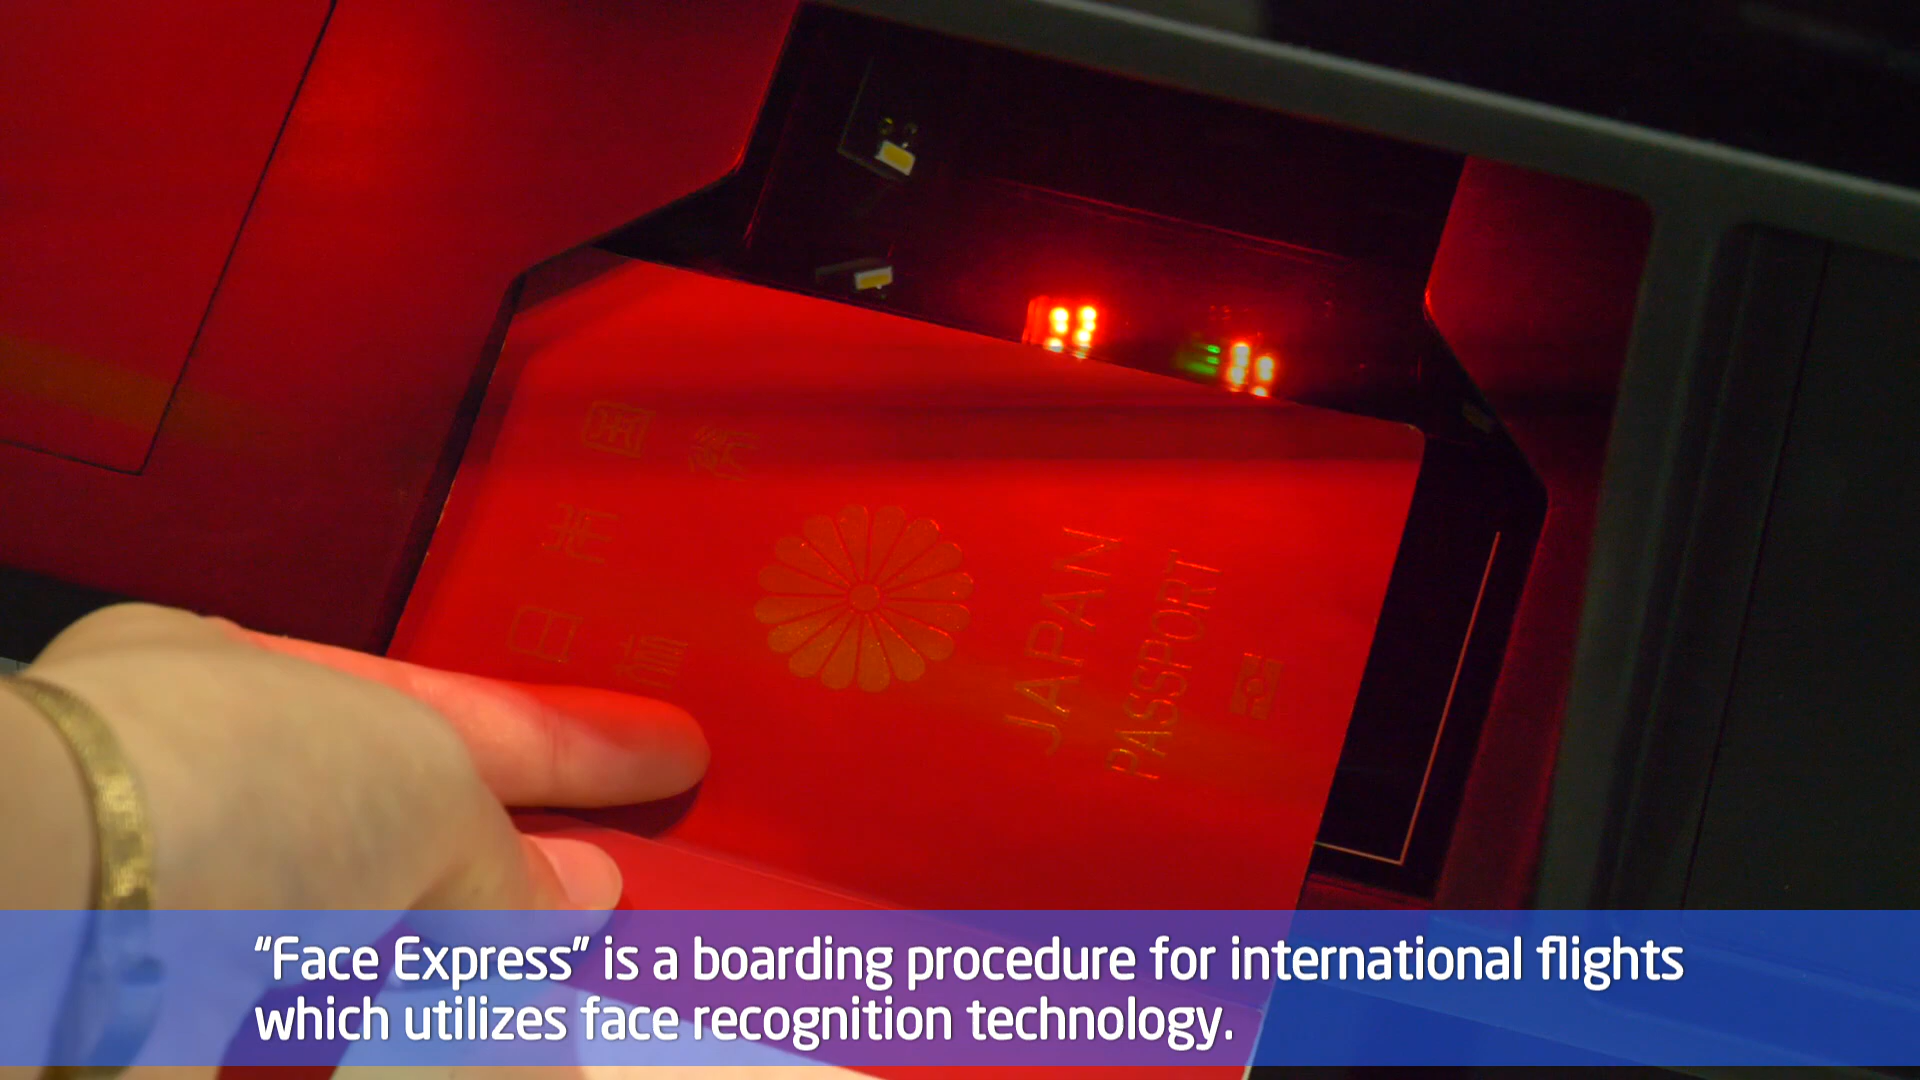 日本国
旅券
JAPAN
PASSPORT
“Face Express” is a boarding procedure for international flights
which utilizes face recognition technology.